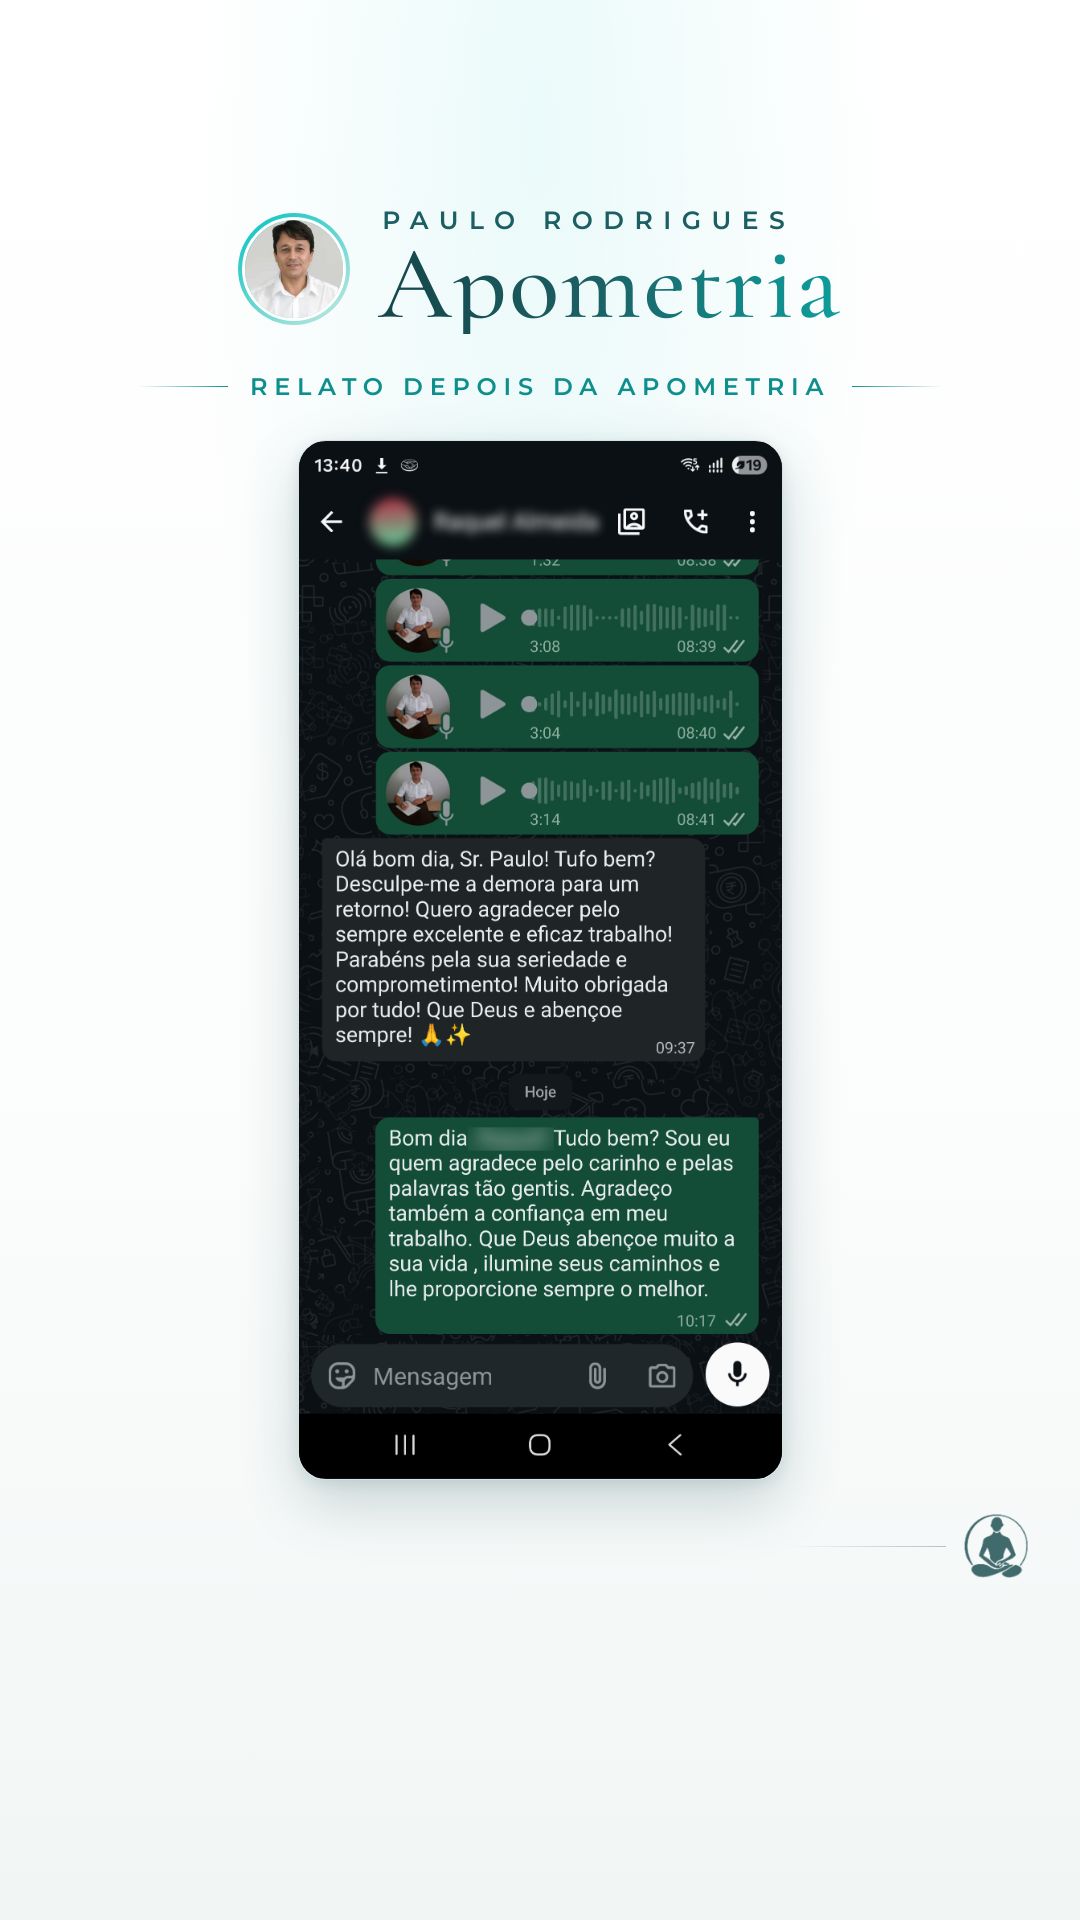 PAULO RODRIGUES
Apometria
RELATO DEPOIS DA APOMETRIA
13:40
19
1:32 08:38
3:08 08:39
3:04 08:40
3:14 08:41
Olá bom dia, Sr. Paulo! Tufo bem?
Desculpe-me a demora para um
retorno! Quero agradecer pelo
sempre excelente e eficaz trabalho!
Parabéns pela sua seriedade e
comprometimento! Muito obrigada
por tudo! Que Deus e abençoe
sempre! 🙏✨
09:37
Hoje
Bom dia Tudo bem? Sou eu
quem agradece pelo carinho e pelas
palavras tão gentis. Agradeço
também a confiança em meu
trabalho. Que Deus abençoe muito a
sua vida , ilumine seus caminhos e
lhe proporcione sempre o melhor.
10:17
Mensagem